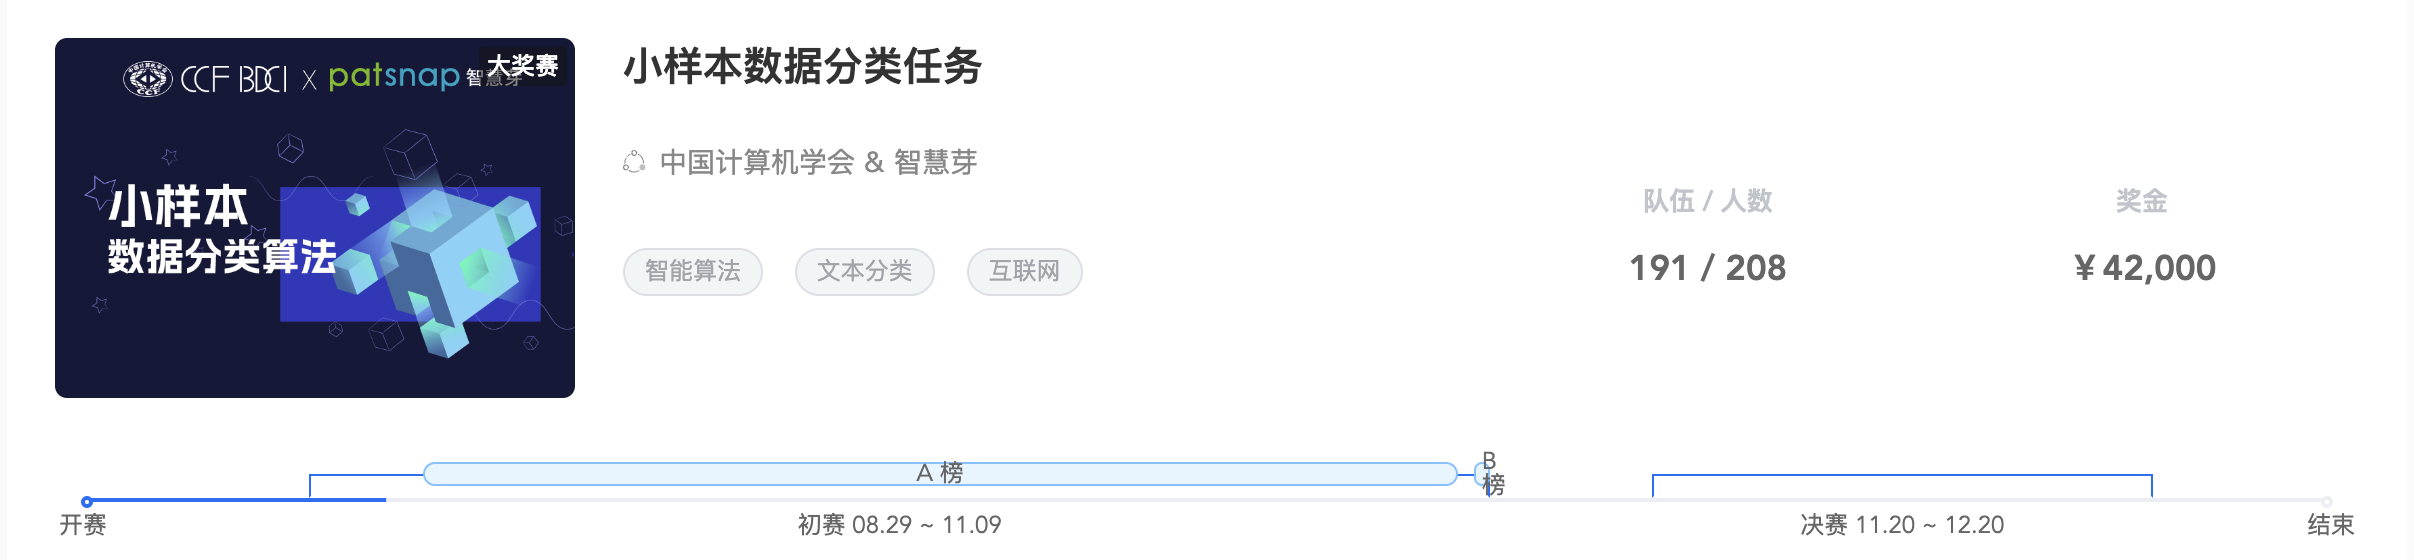 CCF BDCI X patsnap 智慧芽
大奖赛
小样本
数据分类算法
小样本数据分类任务
中国计算机学会 & 智慧芽
智能算法 文本分类 互联网
队伍 / 人数
191 / 208
奖金
¥ 42,000
A 榜
B
榜
开赛
初赛 08.29 ~ 11.09
决赛 11.20 ~ 12.20
结束